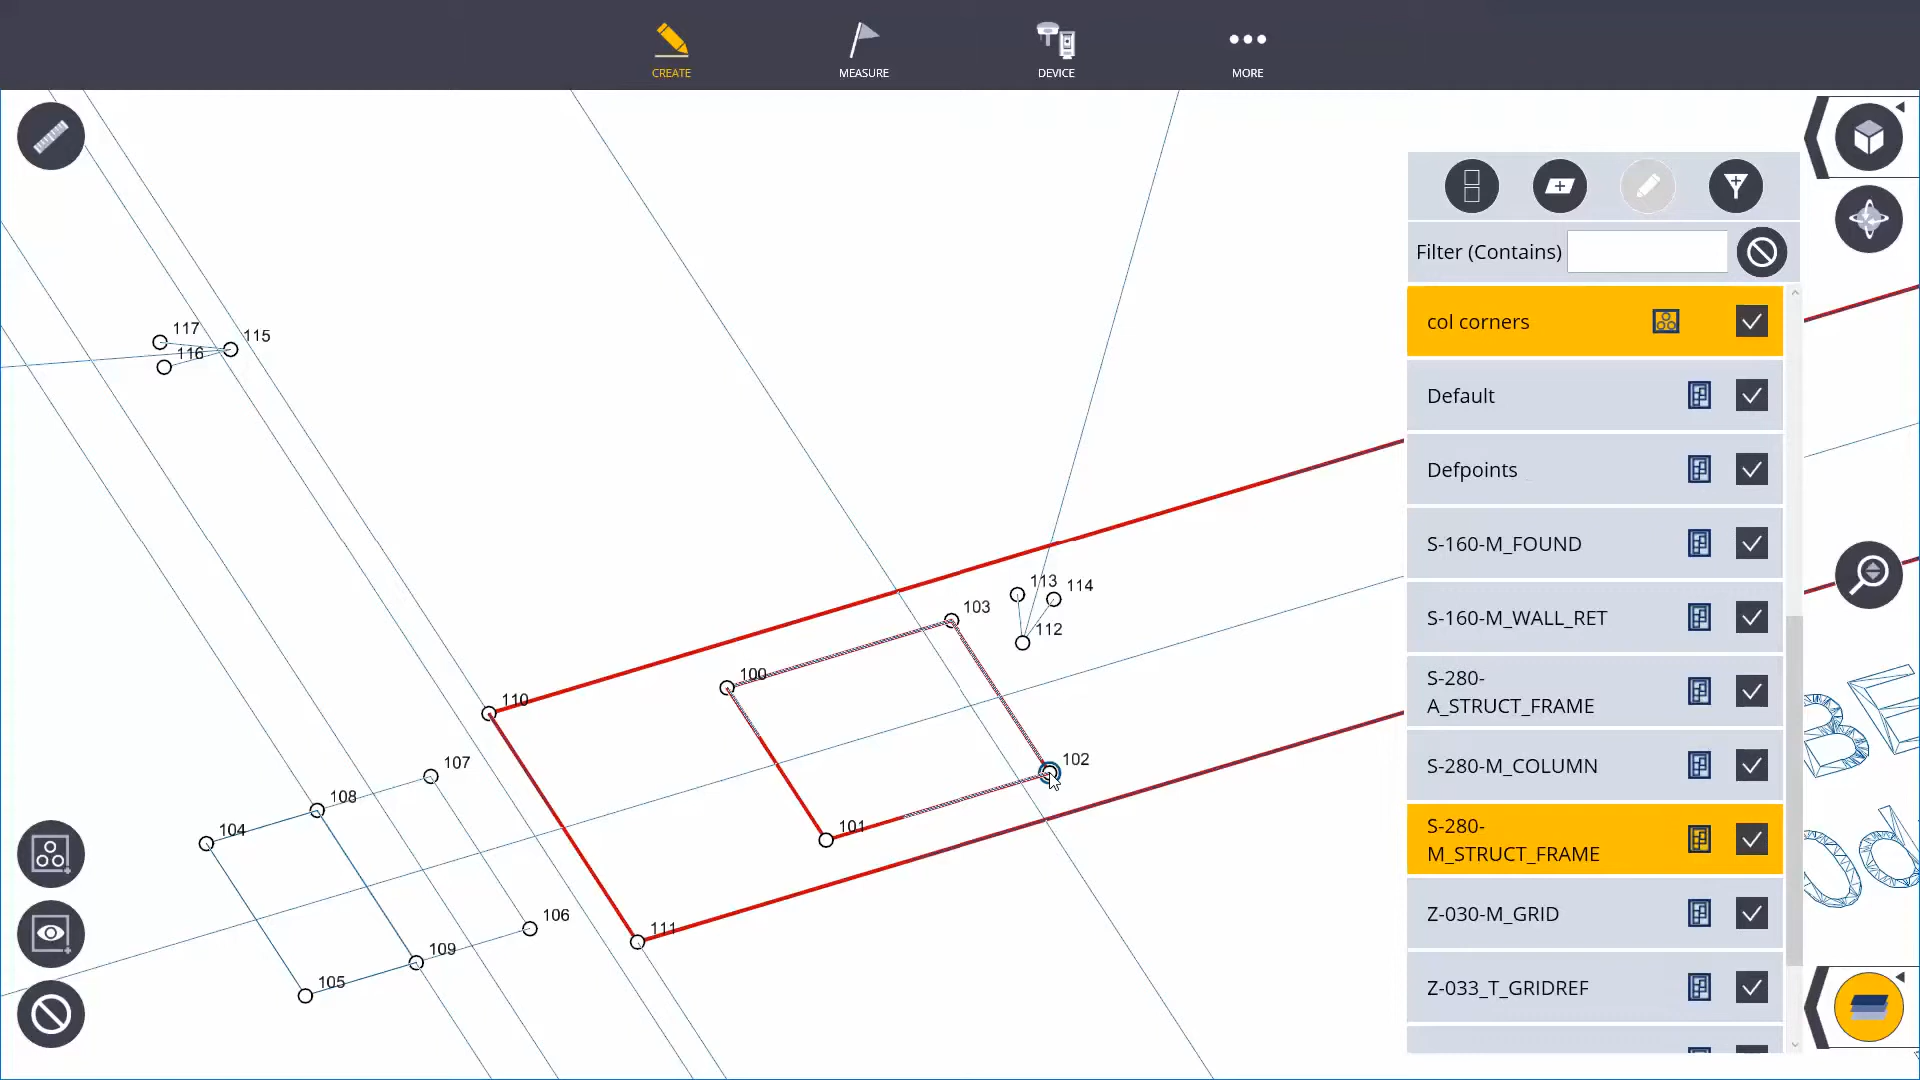 CREATE
MEASURE
DEVICE
MORE
Filter (Contains)
col corners
Default
Defpoints
S-160-M_FOUND
S-160-M_WALL_RET
S-280-
A_STRUCT_FRAME
S-280-M_COLUMN
S-280-
M_STRUCT_FRAME
Z-030-M_GRID
Z-033_T_GRIDREF
117
115
116
113
114
103
112
100
110
102
107
108
101
104
106
111
109
105